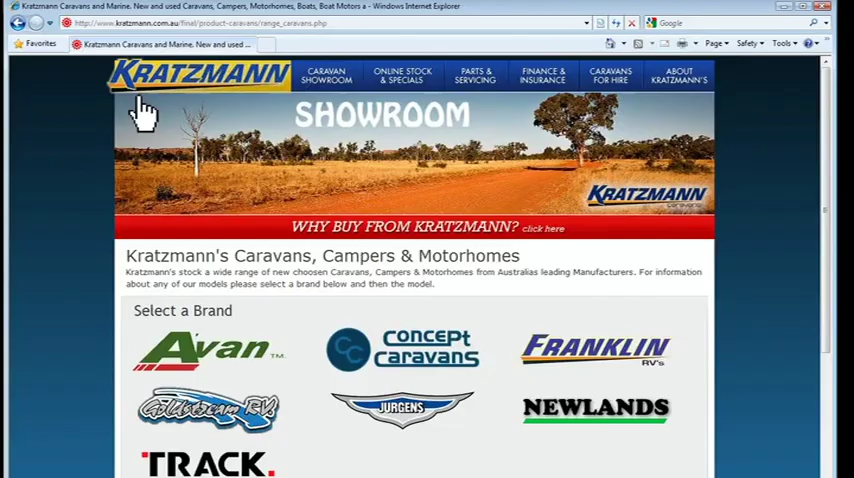 Kratzmann Caravans and Marine. New and used Caravans, Campers, Motorhomes, Boats, Boat Motors a - Windows Internet Explorer
http://www.kratzmann.com.au/final/product-caravans/range_caravans.php
Google
Favorites
Kratzmann Caravans and Marine. New and used ...
Page
Safety
Tools
KRATZMANN
CARAVAN SHOWROOM
ONLINE STOCK & SPECIALS
PARTS & SERVICING
FINANCE & INSURANCE
CARAVANS FOR HIRE
ABOUT KRATZMANN'S
SHOWROOM
KRATZMANN
caravans
WHY BUY FROM KRATZMANN? click here
Kratzmann's Caravans, Campers & Motorhomes
Kratzmann's stock a wide range of new choosen Caravans, Campers & Motorhomes from Australias leading Manufacturers. For information
about any of our models please select a brand below and then the model.
Select a Brand
Avan TM
CC CONCEPT CARAVANS
FRANKLIN RV's
Goldstream RV
JURGENS
NEWLANDS
TRACK.